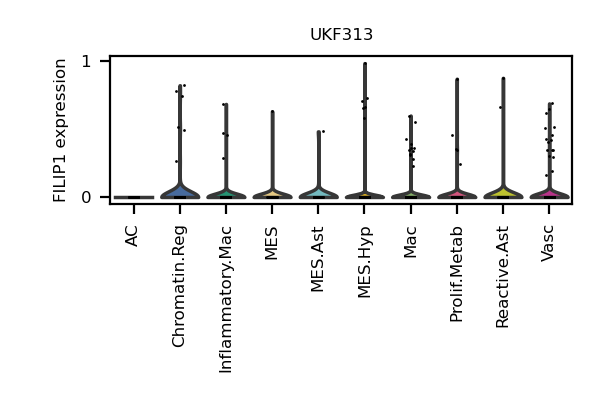 UKF313
FILIP1 expression
1
0
AC
Chromatin.Reg
Inflammatory.Mac
MES
MES.Ast
MES.Hyp
Mac
Prolif.Metab
Reactive.Ast
Vasc